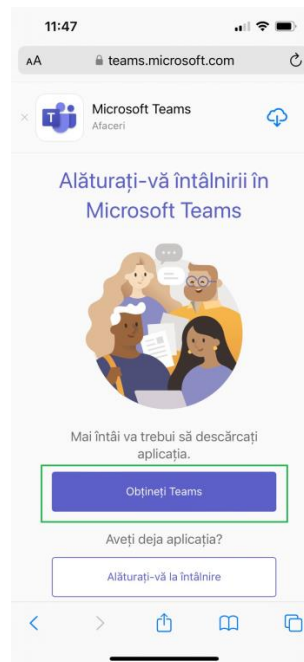 11:47
AA teams.microsoft.com
Microsoft Teams
Afaceri
Alăturați-vă întâlnirii în
Microsoft Teams
Mai întâi va trebui să descărcați
aplicația.
Obțineți Teams
Aveți deja aplicația?
Alăturați-vă la întâlnire